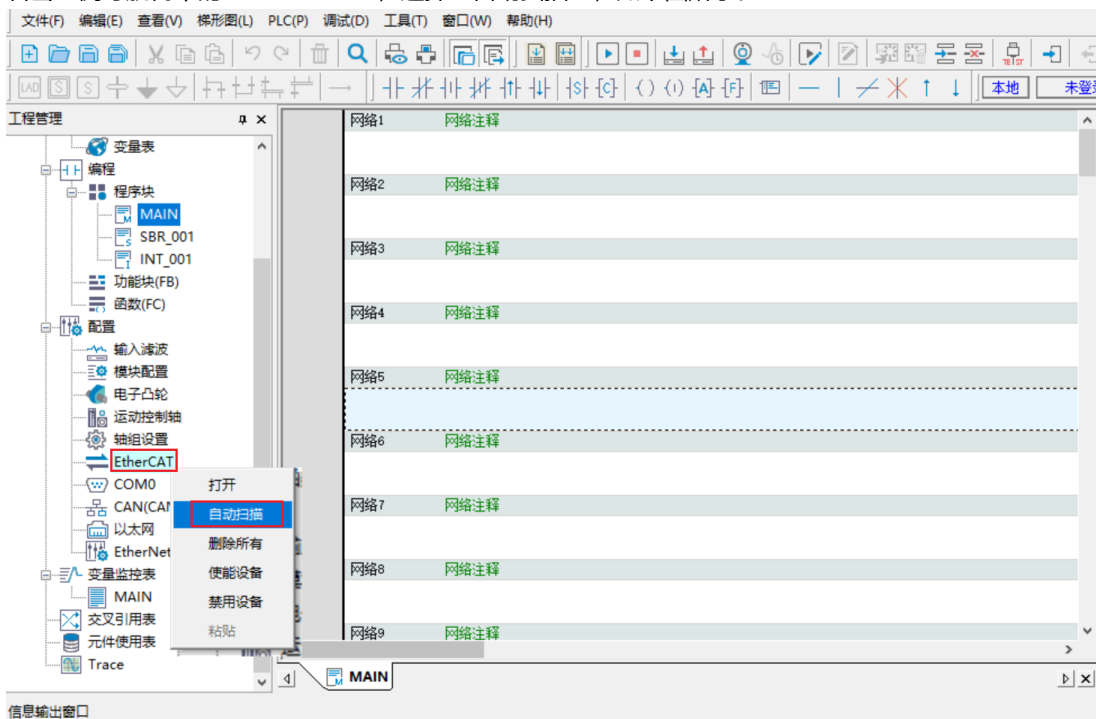 文件(F) 编辑(E) 查看(V) 梯形图(L) PLC(P) 调试(D) 工具(T) 窗口(W) 帮助(H)
LAD S S S C A F 本地
工程管理
变量表
编程
程序块
MAIN
SBR_001
INT_001
功能块(FB)
函数(FC)
配置
输入滤波
模块配置
电子凸轮
运动控制轴
轴组设置
EtherCAT
COM0
CAN(CAN
以太网
EtherNet
变量监控表
MAIN
交叉引用表
元件使用表
Trace
打开
自动扫描
删除所有
使能设备
禁用设备
粘贴
网络1 网络注释
网络2 网络注释
网络3 网络注释
网络4 网络注释
网络5 网络注释
网络6 网络注释
网络7 网络注释
网络8 网络注释
网络9 网络注释
MAIN
信息输出窗口